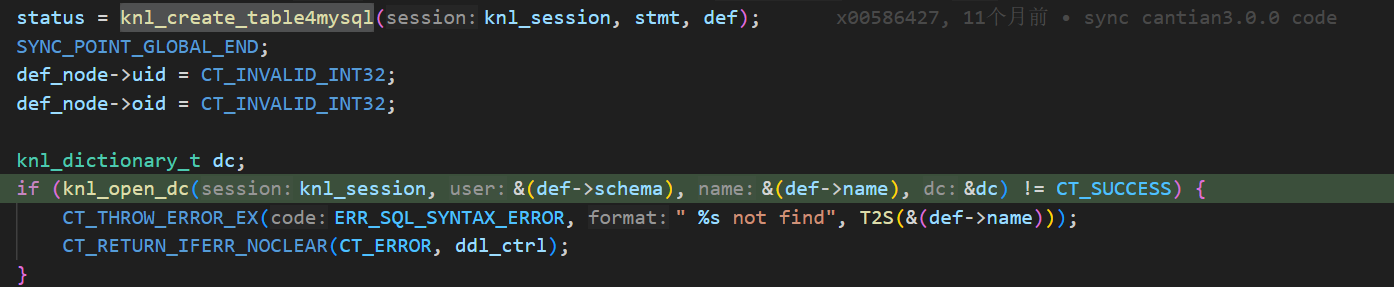 status = knl_create_table4mysql(session: knl_session, stmt, def);    x00586427, 11个月前 • sync cantian3.0.0 code
SYNC_POINT_GLOBAL_END;
def_node->uid = CT_INVALID_INT32;
def_node->oid = CT_INVALID_INT32;
knl_dictionary_t dc;
if (knl_open_dc(session: knl_session, user: &(def->schema), name: &(def->name), dc: &dc) != CT_SUCCESS) {
    CT_THROW_ERROR_EX(code: ERR_SQL_SYNTAX_ERROR, format: " %s not find", T2S(&(def->name)));
    CT_RETURN_IFERR_NOCLEAR(CT_ERROR, ddl_ctrl);
}